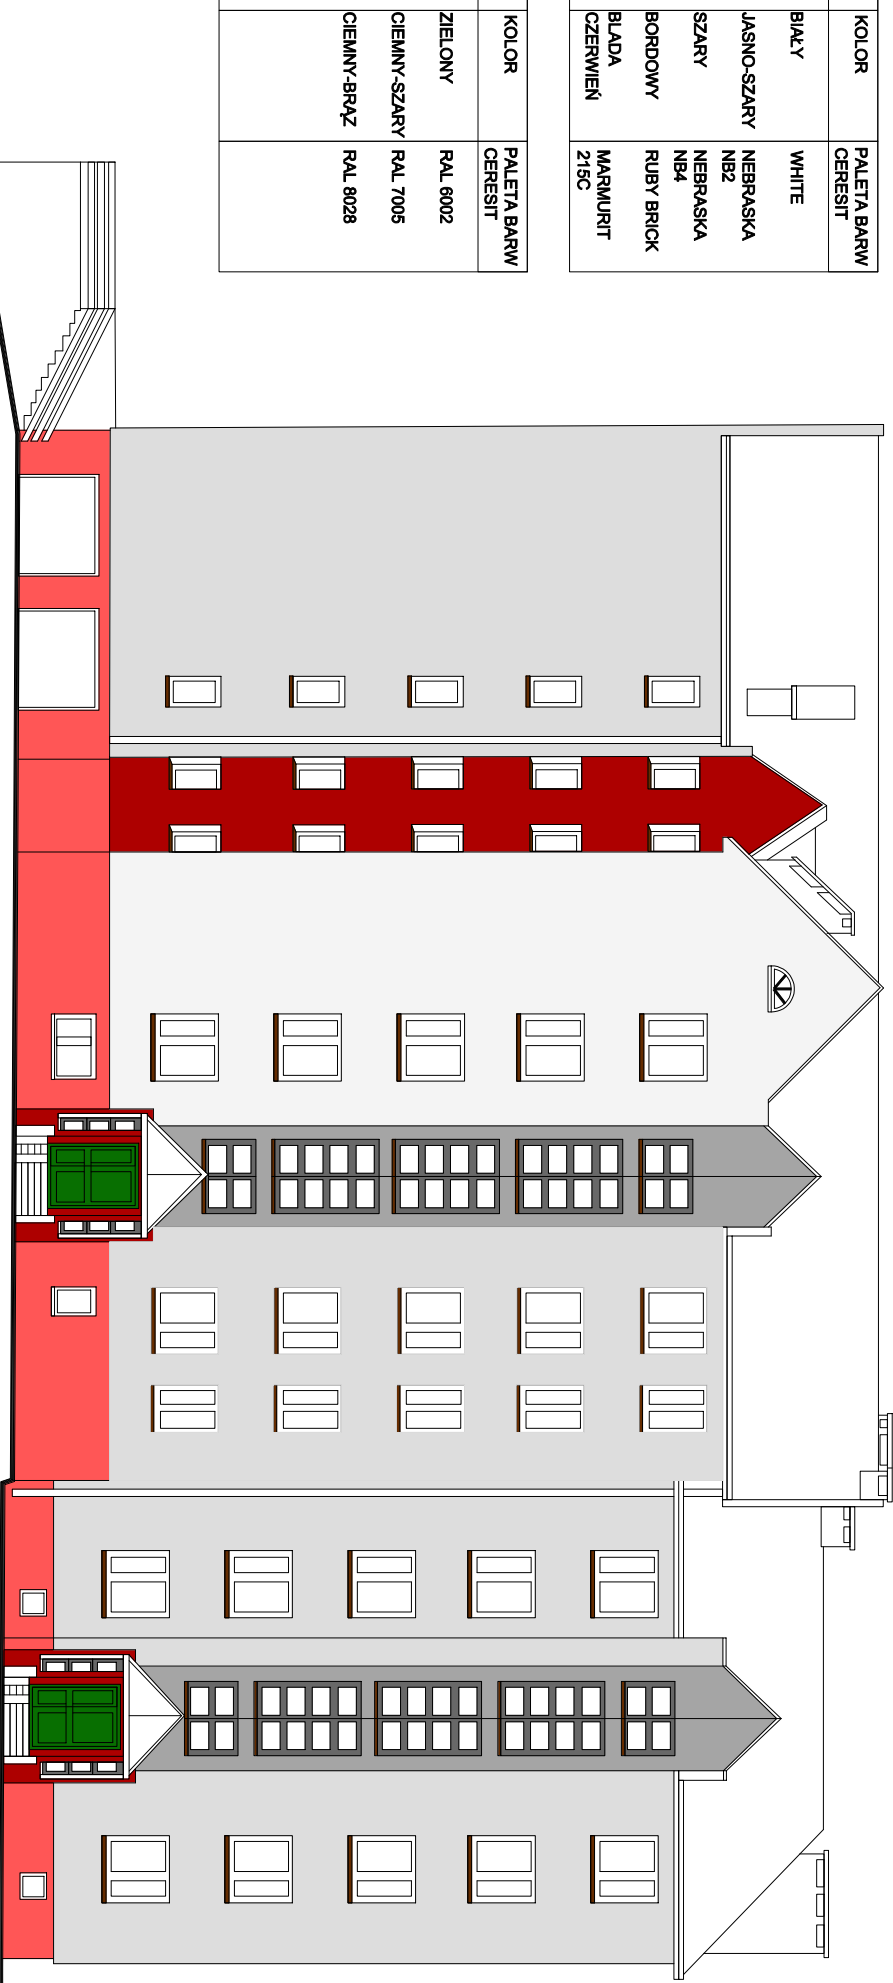 KOLOR PALETA BARW
CERESIT
BIAŁY WHITE
JASNO-SZARY NEBRASKA
NB2
SZARY NEBRASKA
NB4
BORDOWY RUBY BRICK
BLADA MARMURIT
CZERWIEŃ 215C
KOLOR PALETA BARW
CERESIT
ZIELONY RAL 6002
CIEMNY-SZARY RAL 7005
CIEMNY-BRĄZ RAL 8028